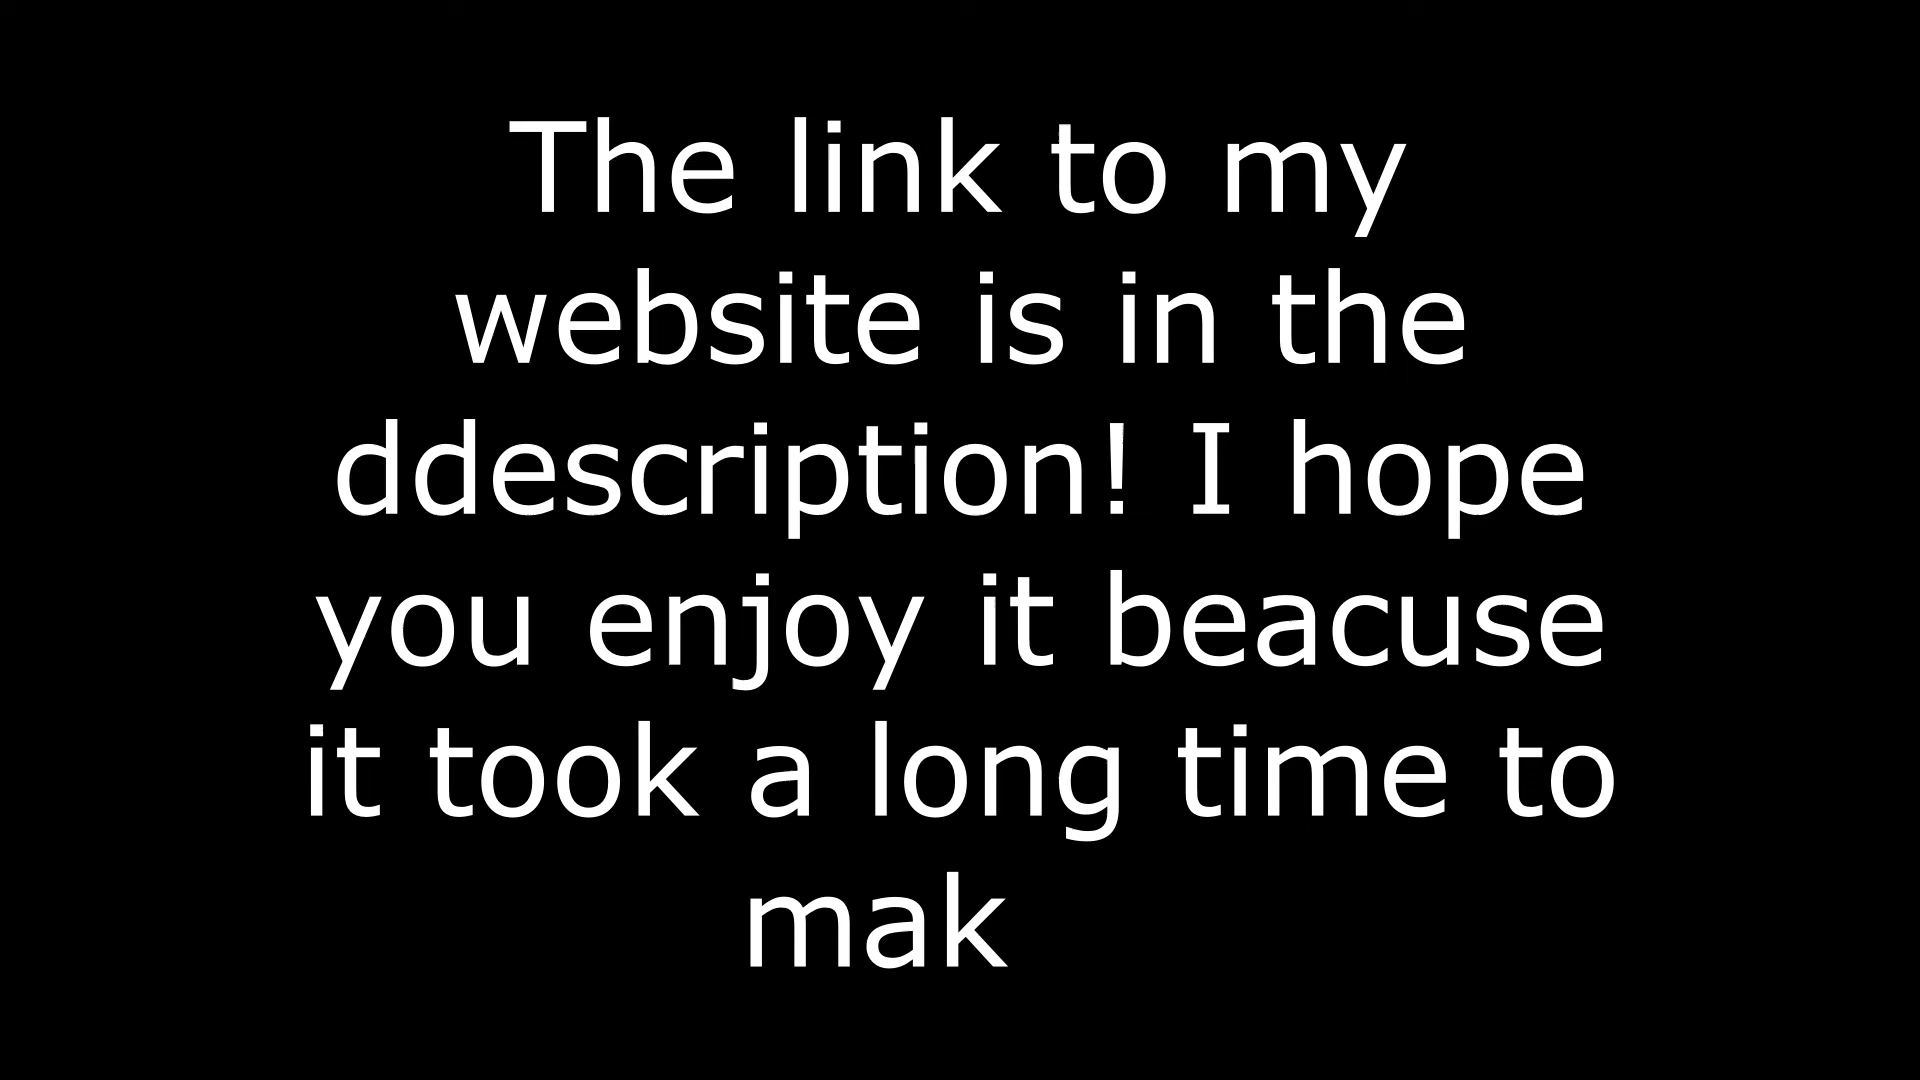 The link to my
website is in the
ddescription! I hope
you enjoy it beacuse
it took a long time to
mak